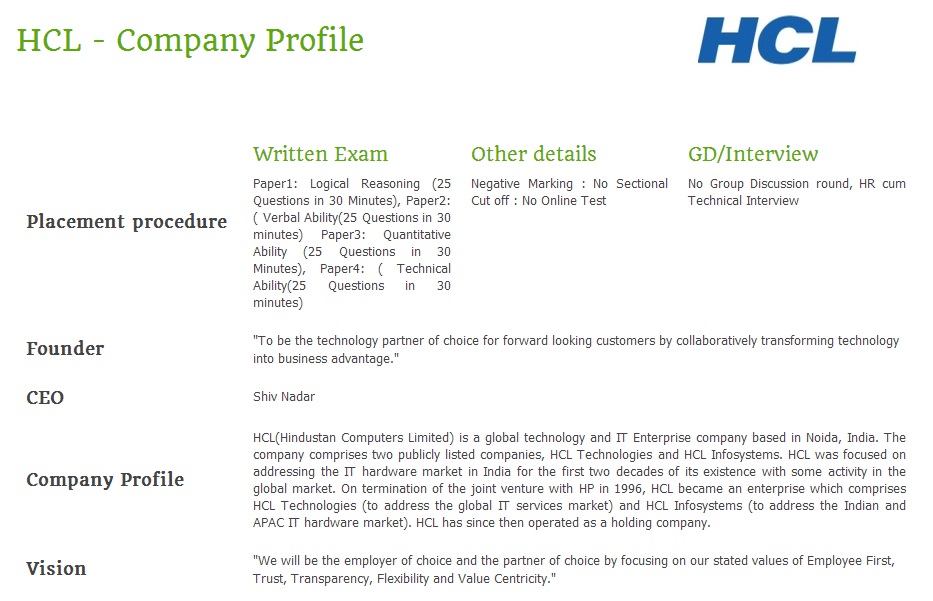 HCL - Company Profile
HCL
Written Exam
Other details
GD/Interview
Placement procedure
Paper1: Logical Reasoning (25
Questions in 30 Minutes), Paper2:
( Verbal Ability(25 Questions in 30
minutes) Paper3: Quantitative
Ability (25 Questions in 30
Minutes), Paper4: ( Technical
Ability(25 Questions in 30
minutes)
Negative Marking : No Sectional
Cut off : No Online Test
No Group Discussion round, HR cum
Technical Interview
Founder
"To be the technology partner of choice for forward looking customers by collaboratively transforming technology
into business advantage."
CEO
Shiv Nadar
Company Profile
HCL(Hindustan Computers Limited) is a global technology and IT Enterprise company based in Noida, India. The
company comprises two publicly listed companies, HCL Technologies and HCL Infosystems. HCL was focused on
addressing the IT hardware market in India for the first two decades of its existence with some activity in the
global market. On termination of the joint venture with HP in 1996, HCL became an enterprise which comprises
HCL Technologies (to address the global IT services market) and HCL Infosystems (to address the Indian and
APAC IT hardware market). HCL has since then operated as a holding company.
Vision
"We will be the employer of choice and the partner of choice by focusing on our stated values of Employee First,
Trust, Transparency, Flexibility and Value Centricity."